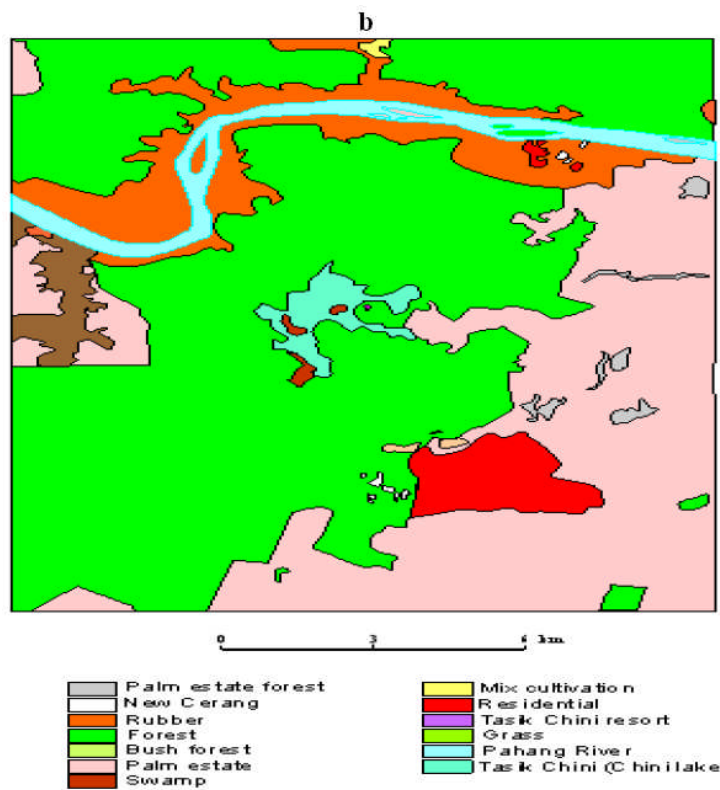 b
0 3 6 km
Palm estate forest
New Cerang
Rubber
Forest
Bush forest
Palm estate
Swamp
Mix cultivation
Residential
Tasik Chini resort
Grass
Pahang River
Tasik Chini (Chini lake